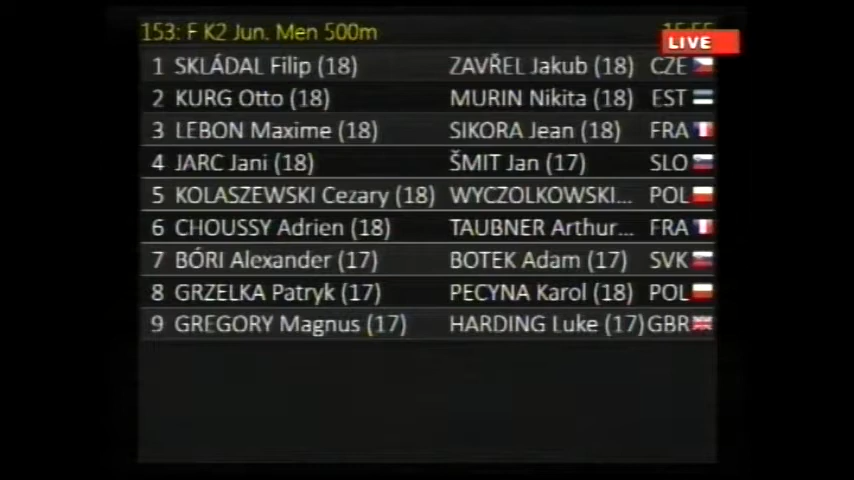 153: F K2 Jun. Men 500m
LIVE
1 SKLÁDAL Filip (18) ZAVŘEL Jakub (18) CZE
2 KURG Otto (18) MURIN Nikita (18) EST
3 LEBON Maxime (18) SIKORA Jean (18) FRA
4 JARC Jani (18) ŠMIT Jan (17) SLO
5 KOLASZEWSKI Cezary (18) WYCZOLKOWSKI... POL
6 CHOUSSY Adrien (18) TAUBNER Arthur... FRA
7 BÓRI Alexander (17) BOTEK Adam (17) SVK
8 GRZELKA Patryk (17) PECYNA Karol (18) POL
9 GREGORY Magnus (17) HARDING Luke (17) GBR